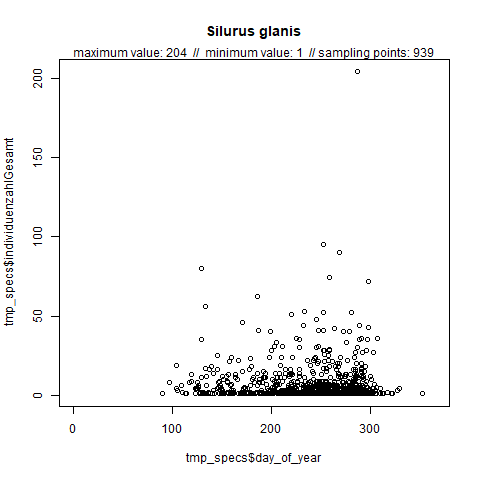 Silurus glanis
maximum value: 204 // minimum value: 1 // sampling points: 939
tmp_specs$individuenzahlGesamt
200
150
100
50
0
0 100 200 300
tmp_specs$day_of_year